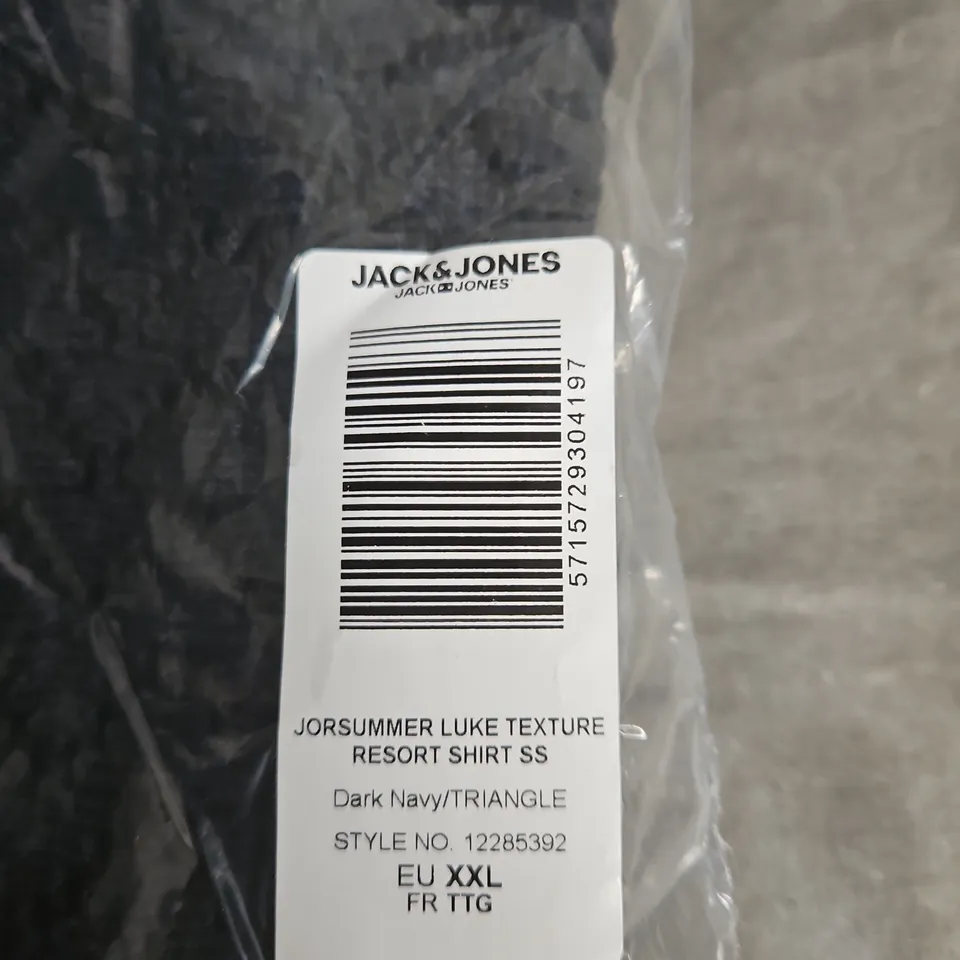 JACK&JONES
JACK JONES
5715729304197
JORSUMMER LUKE TEXTURE
RESORT SHIRT SS
Dark Navy/TRIANGLE
STYLE NO. 12285392
EU XXL
FR TTG